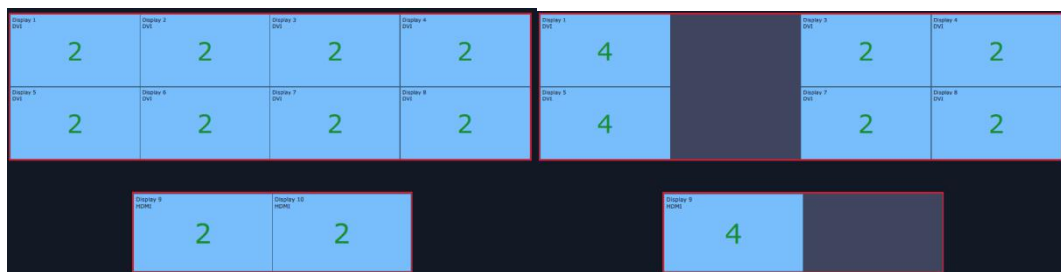 Display 1
DVI
2
Display 2
DVI
2
Display 3
DVI
2
Display 4
DVI
2
Display 5
DVI
2
Display 6
DVI
2
Display 7
DVI
2
Display 8
DVI
2
Display 9
HDMI
2
Display 10
HDMI
2
Display 1
DVI
4
Display 3
DVI
2
Display 4
DVI
2
Display 5
DVI
4
Display 7
DVI
2
Display 8
DVI
2
Display 9
HDMI
4